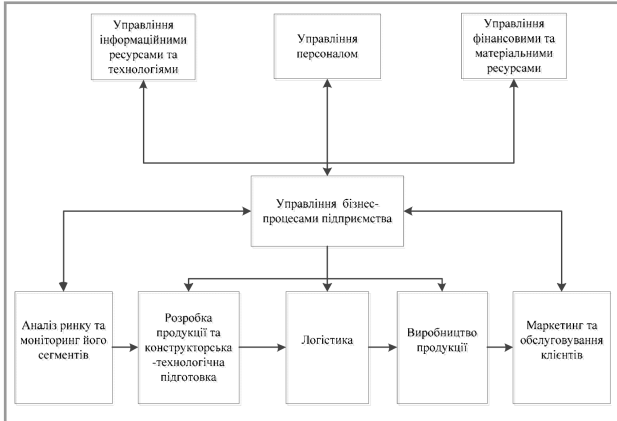 Управління
інформаційними
ресурсами та
технологіями
Управління
персоналом
Управління
фінансовими та
матеріальними
ресурсами
Управління бізнес-
процесами підприємства
Аналіз ринку та
моніторинг його
сегментів
Розробка
продукції та
конструкторська
-технологічна
підготовка
Логістика
Виробництво
продукції
Маркетинг та
обслуговування
клієнтів